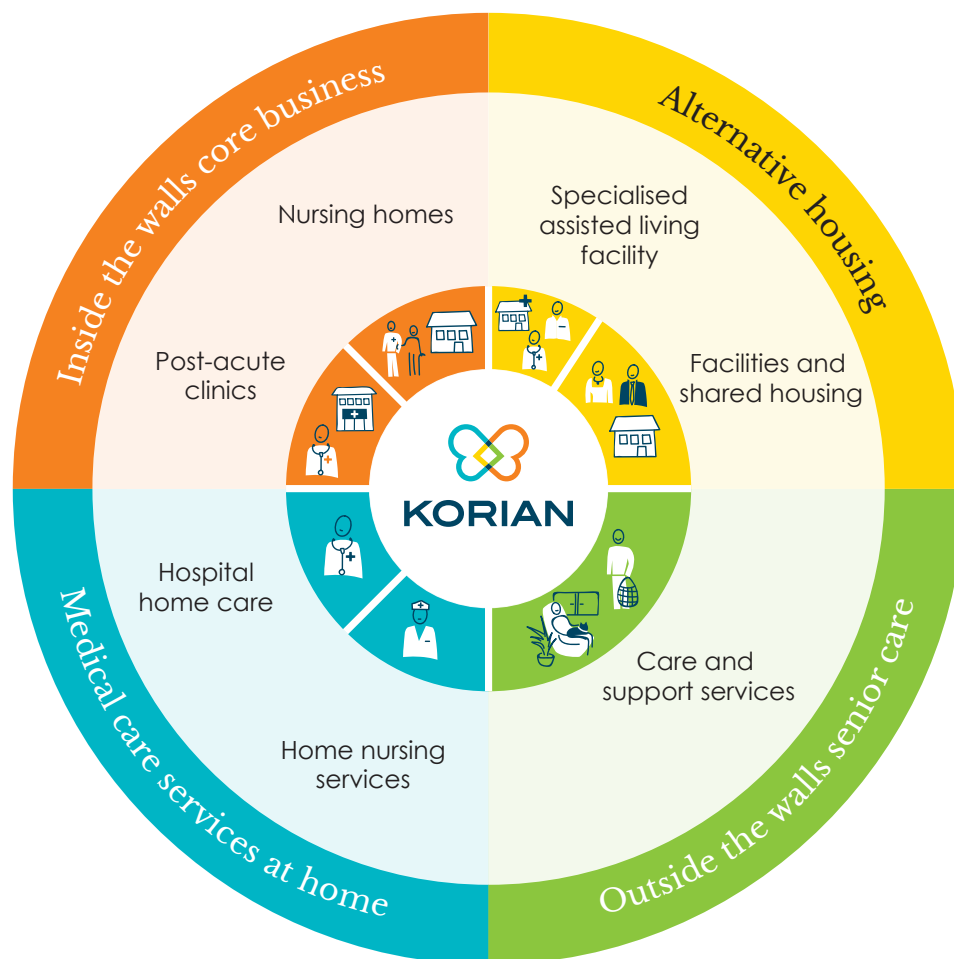 Inside the walls core business
Alternative housing
Nursing homes
Specialised
assisted living
facility
Post-acute
clinics
Facilities and
shared housing
KORIAN
Hospital
home care
Care and
support services
Home nursing
services
Medical care services at home
Outside the walls senior care